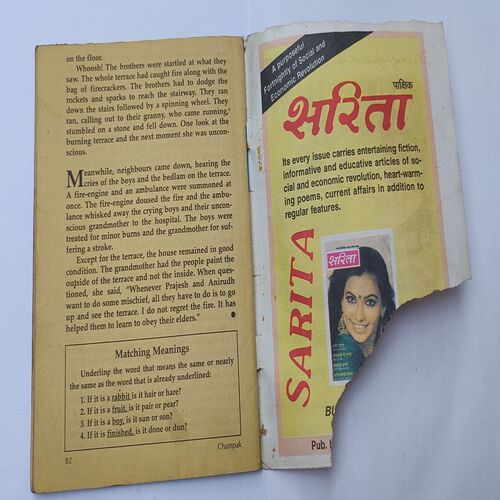 on the floor.
Whoosh! The brothers were startled at what they
saw. The whole terrace had caught fire along with the
bag of firecrackers. The brothers had to dodge the
rockets and sparks to reach the stairway. They ran
down the stairs followed by a spinning wheel. They
ran, calling out to their granny, who came running,
stumbled on a stone and fell down. One look at the
burning terrace and the next moment she was uncon-
scious.
Meanwhile, neighbours came down, hearing the
cries of the boys and the bedlam on the terrace.
A fire-engine and an ambulance were summoned at
once. The fire-engine doused the fire and the ambu-
lance whisked away the crying boys and their uncon-
scious grandmother to the hospital. The boys were
treated for minor burns and the grandmother for suf-
fering a stroke.
Except for the terrace, the house remained in good
condition. The grandmother had the people paint the
outside of the terrace and not the inside. When ques-
tioned, she said, "Whenever Prajesh and Anirudh
want to do some mischief, all they have to do is to go
up and see the terrace. I do not regret the fire. It has
helped them to learn to obey their elders."
Matching Meanings
Underling the word that means the same or nearly
the same as the word that is already underlined:
1. If it is a rabbit is it hair or hare?
2. If it is a fruit, is it pair or pear?
3. If it is a boy, is it sun or son?
4. If it is finished, is it done or dun?
82
Champak
A purposeful
Fortnightly of Social and
Economic Revolution
पाक्षिक
सरिता
Its every issue carries entertaining fiction,
informative and educative articles of so-
cial and economic revolution, heart-warm-
ing poems, current affairs in addition to
regular features.
SARITA
सरिता
BU
Pub.